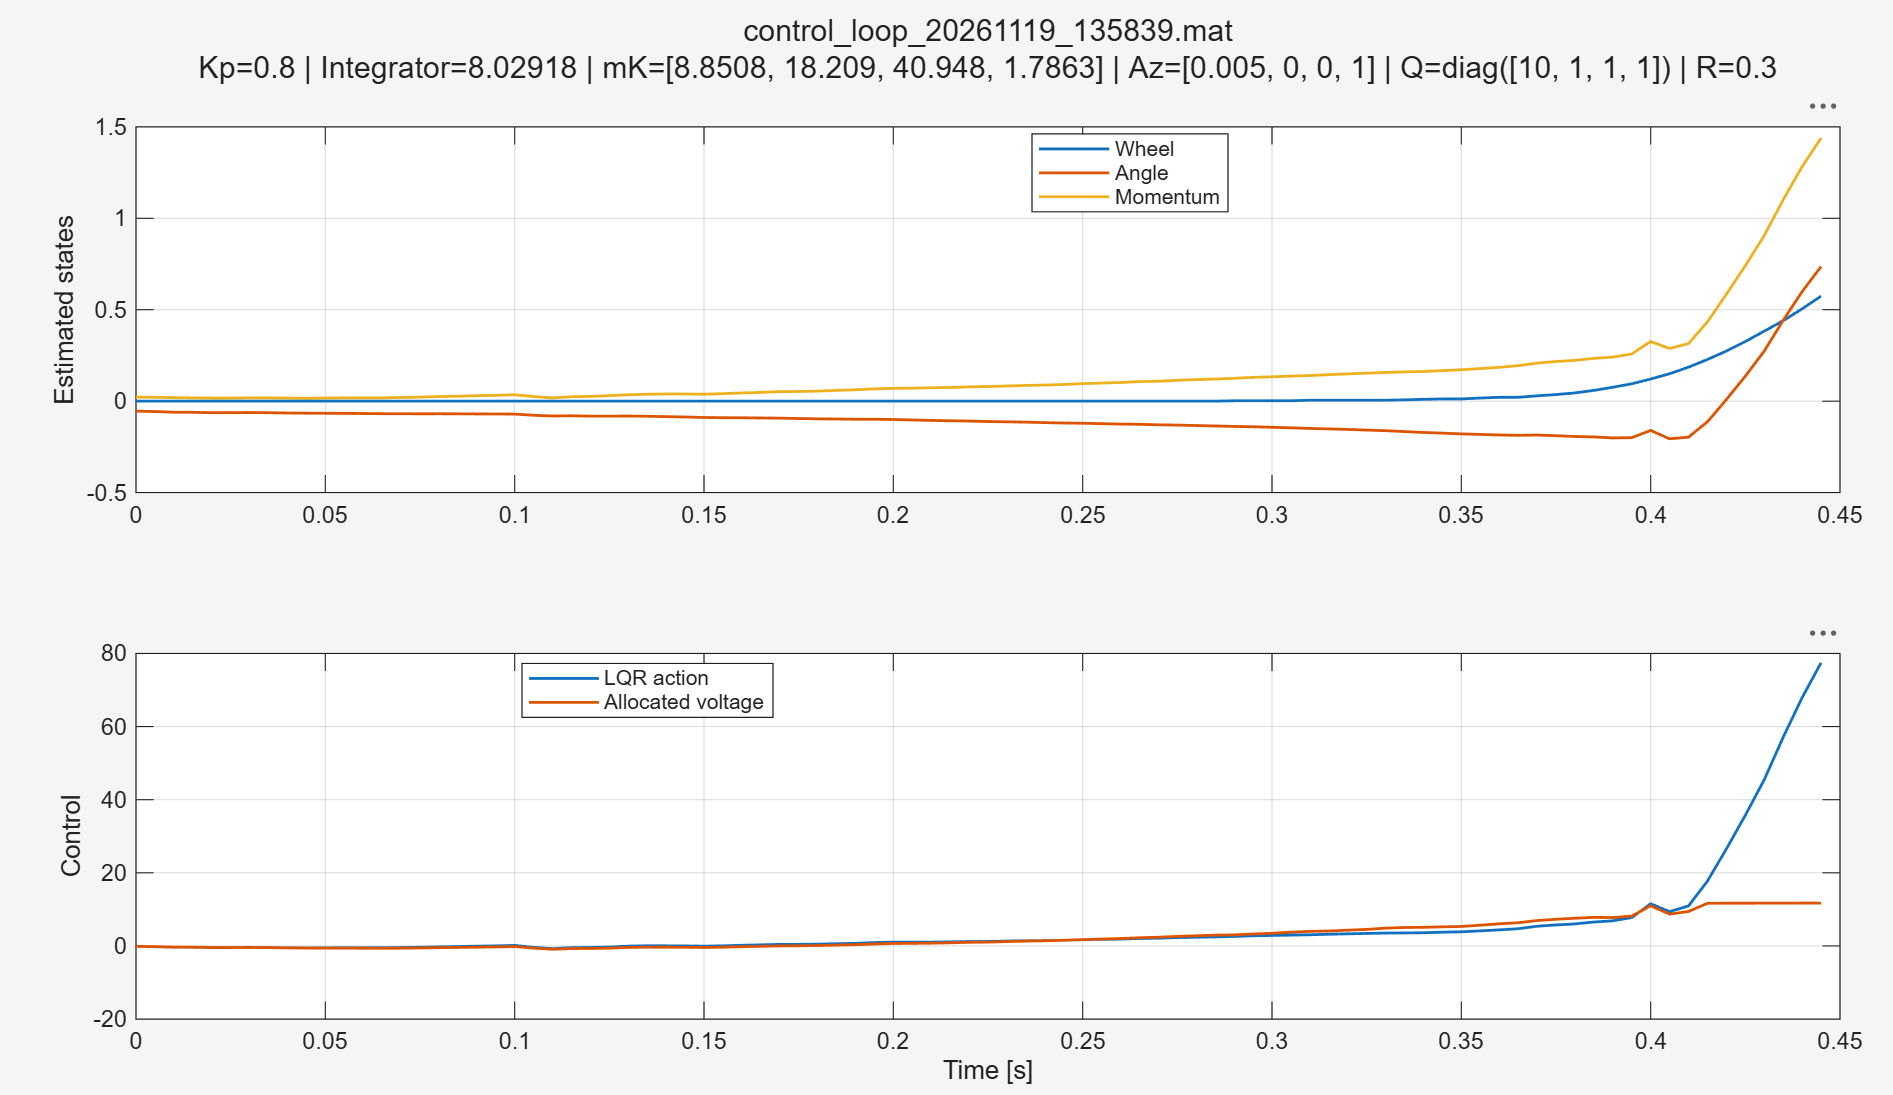 control_loop_20261119_135839.mat
Kp=0.8 | Integrator=8.02918 | mK=[8.8508, 18.209, 40.948, 1.7863] | Az=[0.005, 0, 0, 1] | Q=diag([10, 1, 1, 1]) | R=0.3
1.5
1
0.5
0
-0.5
Estimated states
Wheel
Angle
Momentum
0 0.05 0.1 0.15 0.2 0.25 0.3 0.35 0.4 0.45
80
60
40
20
0
-20
Control
LQR action
Allocated voltage
0 0.05 0.1 0.15 0.2 0.25 0.3 0.35 0.4 0.45
Time [s]